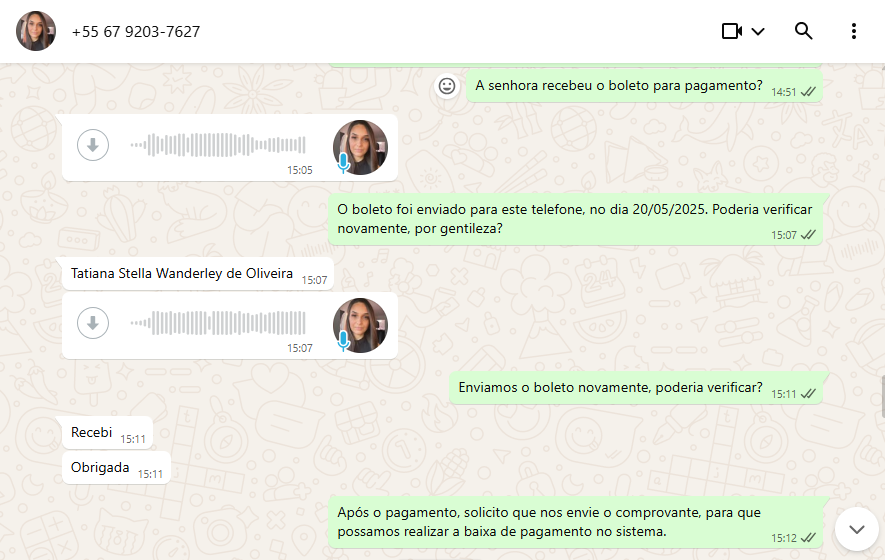 +55 67 9203-7627
A senhora recebeu o boleto para pagamento? 14:51
15:05
O boleto foi enviado para este telefone, no dia 20/05/2025. Poderia verificar
novamente, por gentileza? 15:07
Tatiana Stella Wanderley de Oliveira 15:07
15:07
Enviamos o boleto novamente, poderia verificar? 15:11
Recebi 15:11
Obrigada 15:11
Após o pagamento, solicito que nos envie o comprovante, para que
possamos realizar a baixa de pagamento no sistema. 15:12